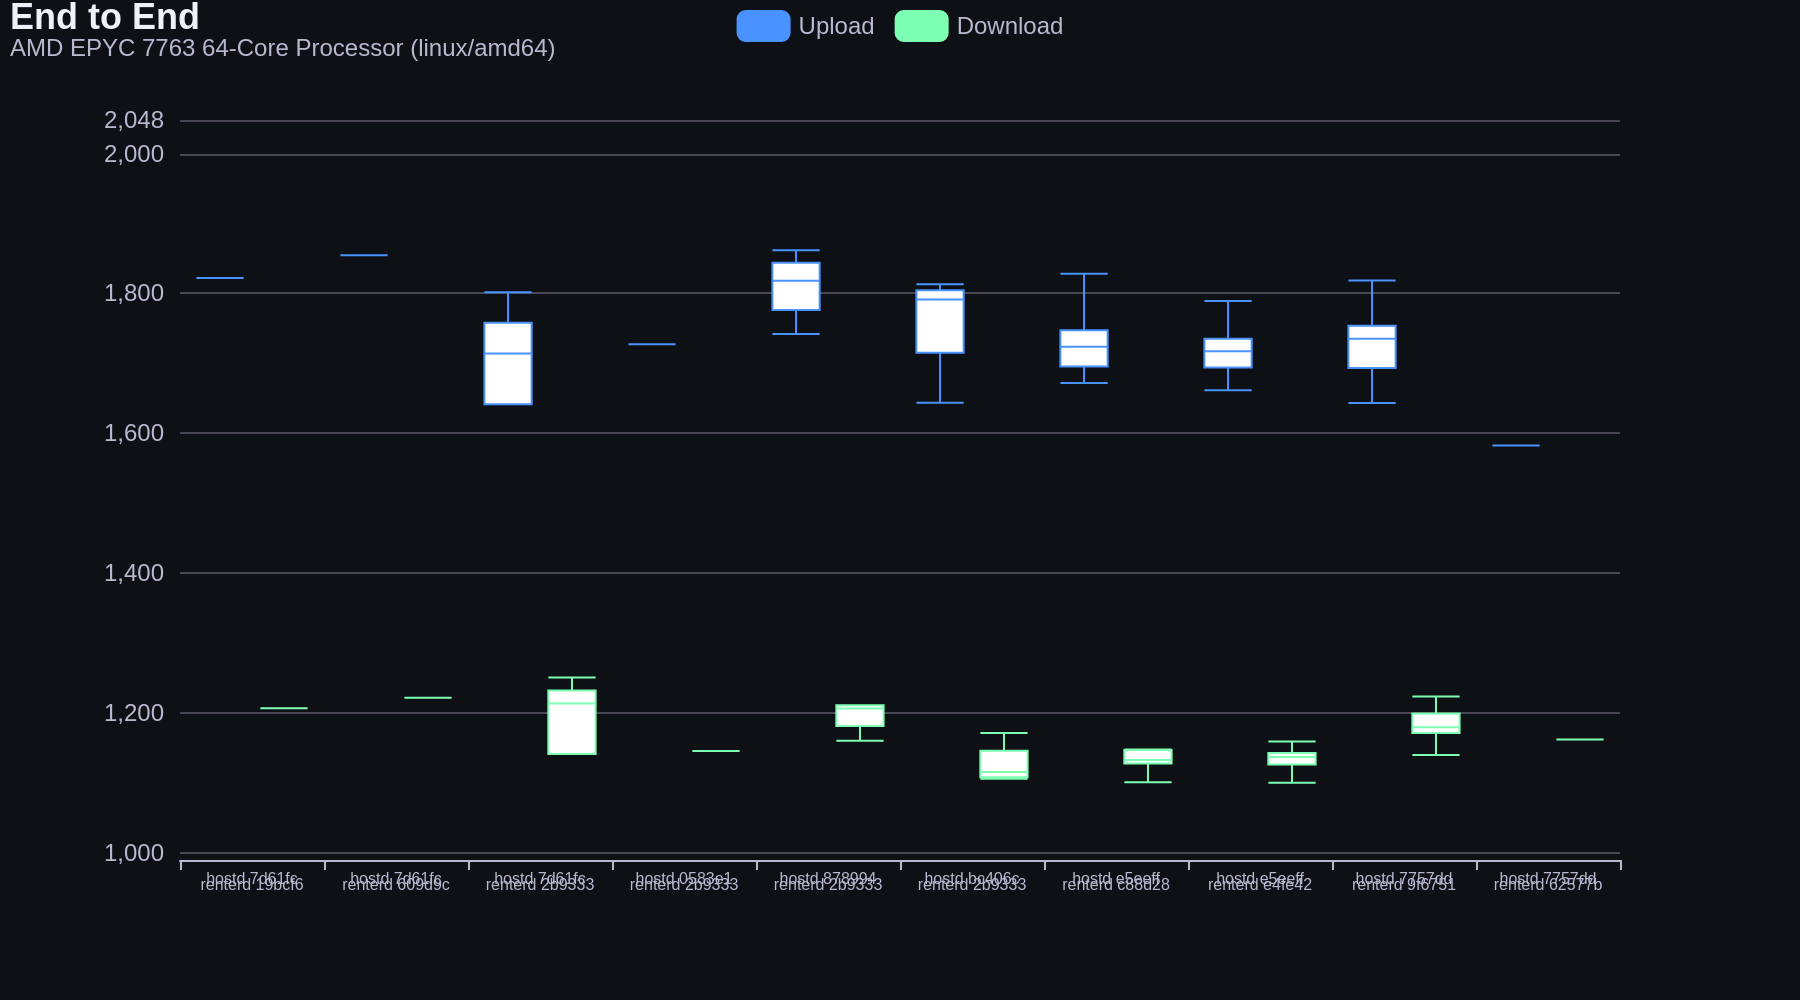 End to End
AMD EPYC 7763 64-Core Processor (linux/amd64)
Upload
Download
2,048
2,000
1,800
1,600
1,400
1,200
1,000
hostd 7d61fc
renterd 19bcf6
hostd 7d61fc
renterd 609d9c
hostd 7d61fc
renterd 2b9333
hostd 0583e1
renterd 2b9333
hostd 878994
renterd 2b9333
hostd bc406c
renterd 2b9333
hostd e5eeff
renterd c88d28
hostd e5eeff
renterd e4fe42
hostd 7757dd
renterd 9f6751
hostd 7757dd
renterd 62577b